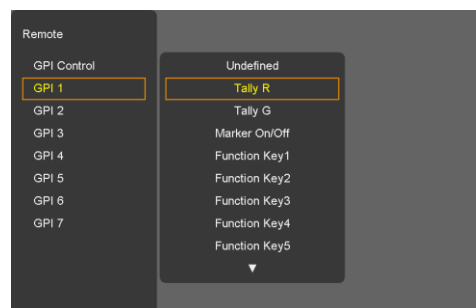 Remote
GPI Control
GPI 1
GPI 2
GPI 3
GPI 4
GPI 5
GPI 6
GPI 7
Undefined
Tally R
Tally G
Marker On/Off
Function Key1
Function Key2
Function Key3
Function Key4
Function Key5
▼